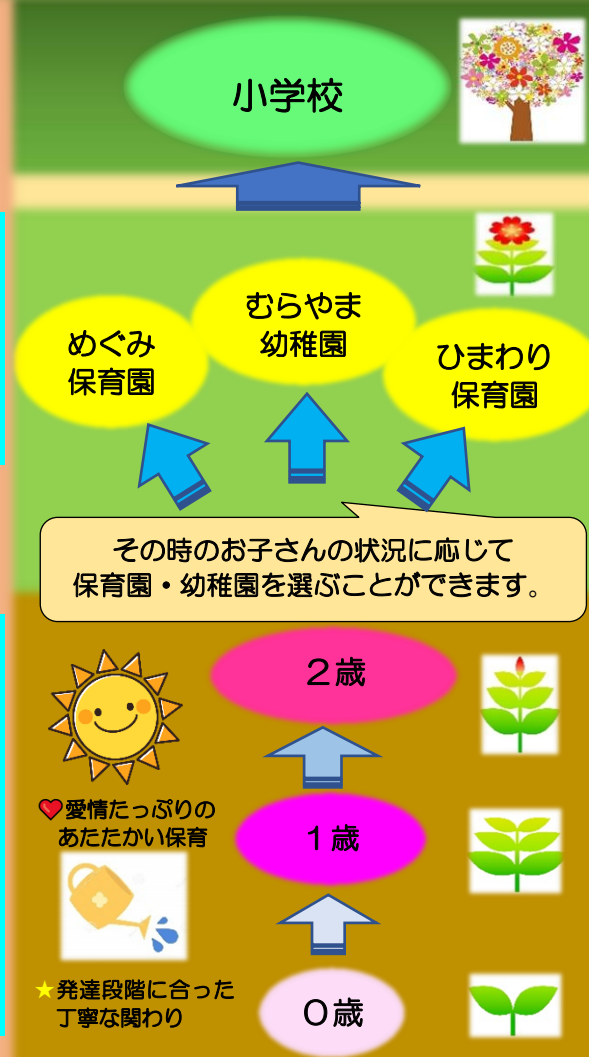 小学校
むらやま
幼稚園
めぐみ
保育園
ひまわり
保育園
その時のお子さんの状況に応じて
保育園・幼稚園を選ぶことができます。
２歳
愛情たっぷりの
あたたかい保育
１歳
★発達段階に合った
丁寧な関わり
０歳